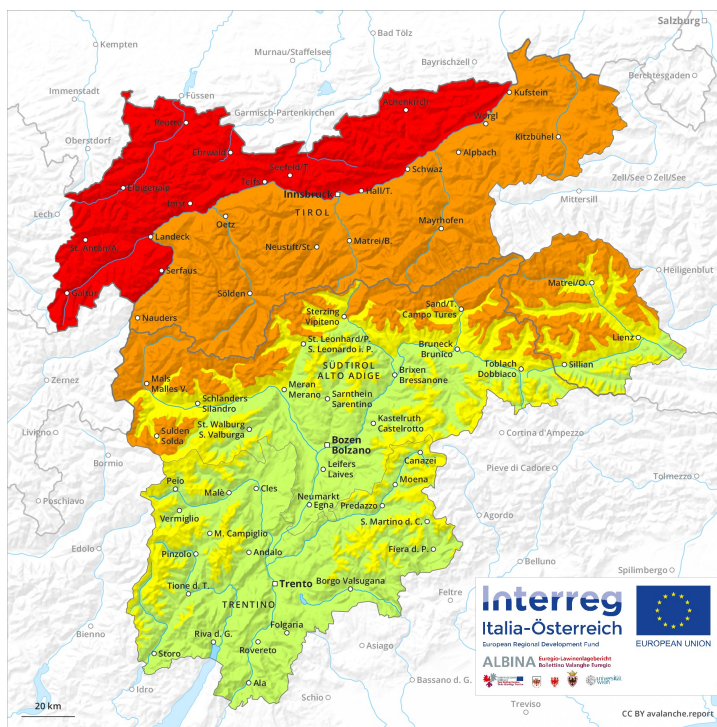 Salzburg
Kempten
Bad Tölz
Murnau/Staffelsee
Bayrischzell
Berchtesgaden
Immenstadt
Füssen
Achenkirch
Kufstein
Garmisch-Partenkirchen
Reutte
Wörgl
Oberstdorf
Ehrwald
Kitzbühel
Alpbach
Seefeld/T.
Schwaz
Telfs
Zell/See
Zell/See
Elbigenalp
Innsbruck
Hall/T.
Mittersill
Imst
TIROL
Lech
Oetz
Mayrhofen
St. Anton/A.
Landeck
Neustift/St.
Matrei/B.
Serfaus
Heiligenblut
Galtür
Sölden
Matrei/O.
Sand/T.
Campo Tures
Nauders
Sterzing
Vipiteno
Lienz
St. Leonhard/P.
S. Leonardo i. P.
Bruneck
Brunico
Zernez
SÜDTIROL
ALTO ADIGE
Toblach
Dobbiaco
Sillian
Mals
Malles V.
Meran
Merano
Brixen
Bressanone
Schlanders
Silandro
Sarnthein
Sarentino
Livigno
St. Walburg
S. Valburga
Kastelruth
Castelrotto
Sulden
Solda
Cortina d'Ampezzo
Bozen
Bolzano
Bormio
Canazei
Pieve di Cadore
Leifers
Laives
Tolmezzo
Poschiavo
Peio
Malè
Cles
Moena
Neumarkt
Egna
Predazzo
Vermiglio
Agordo
S. Martino d. C.
M. Campiglio
Edolo
Pinzolo
Andalo
Fiera d. P.
Belluno
Spilimbergo
Tione d. T.
Trento
Borgo Valsugana
Feltre
TRENTINO
Bienno
Folgaria
Riva d. G.
Rovereto
Asiago
Storo
Idro
Ala
Schio
Bassano d. G.
Treviso
20 km
Interreg
Italia-Österreich
European Regional Development Fund
EUROPEAN UNION
ALBINA
Euregio-Lawinenlagebericht
Bollettino Valanghe Euregio
universität
wien
CC BY avalanche.report